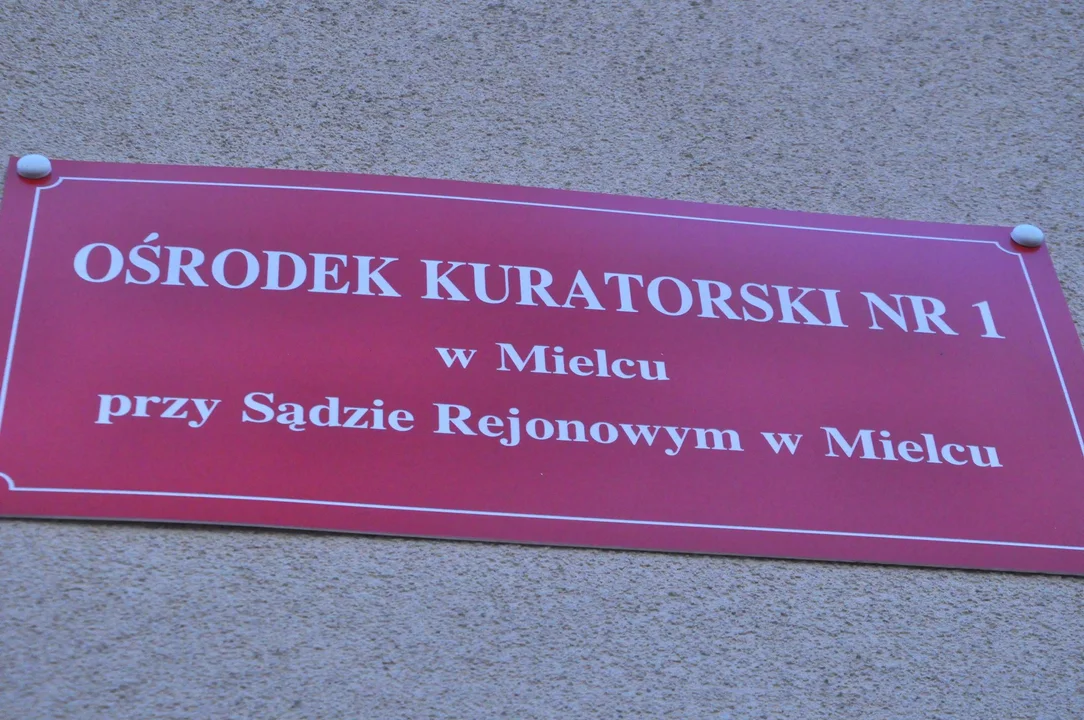 OŚRODEK KURATORSKI NR 1
w Mielcu
przy Sądzie Rejonowym w Mielcu